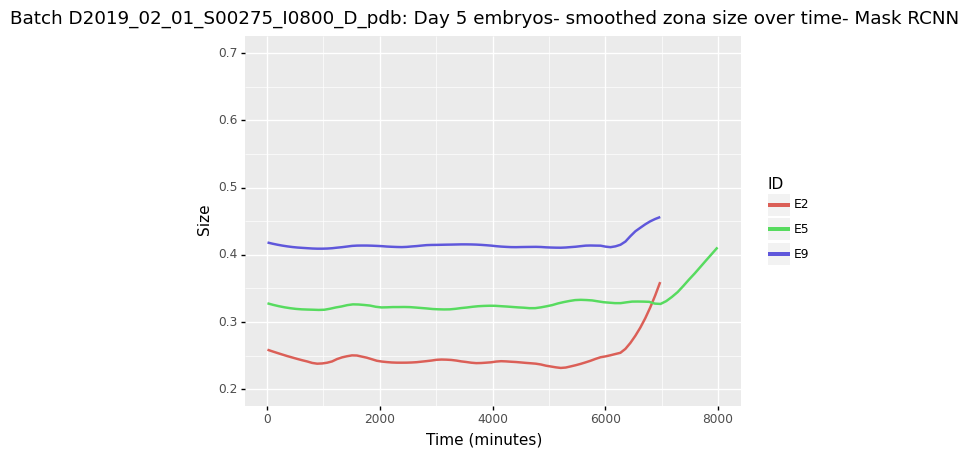 Batch D2019_02_01_S00275_I0800_D_pdb: Day 5 embryos- smoothed zona size over time- Mask RCNN
0.7
0.6
0.5
0.4
0.3
0.2
Size
0 2000 4000 6000 8000
Time (minutes)
ID
E2
E5
E9